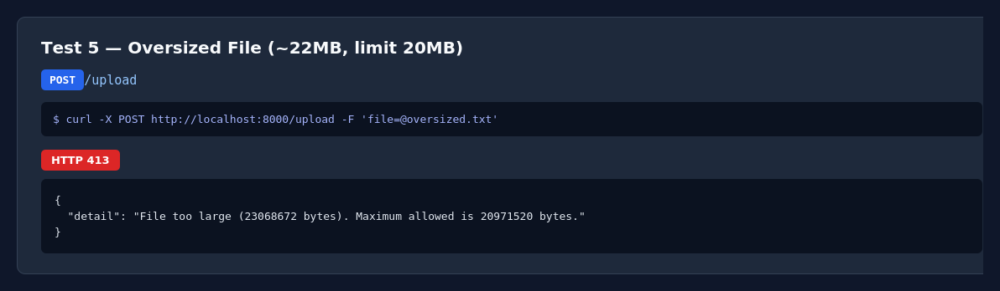 Test 5 — Oversized File (~22MB, limit 20MB)
POST /upload
$ curl -X POST http://localhost:8000/upload -F 'file=@oversized.txt'
HTTP 413
{
  "detail": "File too large (23068672 bytes). Maximum allowed is 20971520 bytes."
}